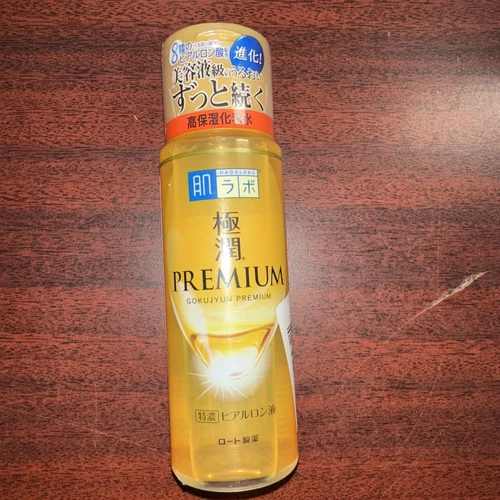 8種の
ヒアルロン酸
進化!
美容液級のうるおい
ずっと続く
高保湿化粧水
HADALABO
肌ラボ
極潤®
PREMIUM
GOKUJYUN PREMIUM
特濃 ヒアルロン液
ロート製薬